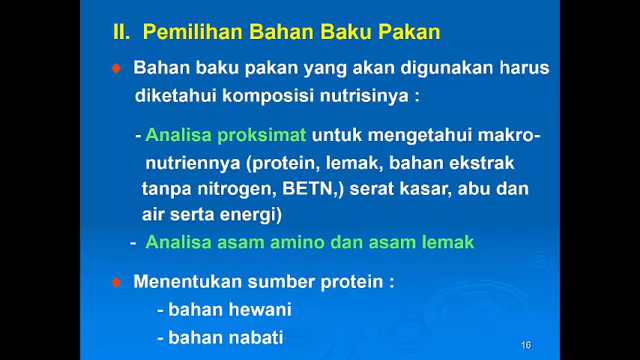 II. Pemilihan Bahan Baku Pakan
♦ Bahan baku pakan yang akan digunakan harus
diketahui komposisi nutrisinya :
- Analisa proksimat untuk mengetahui makro-
nutriennya (protein, lemak, bahan ekstrak
tanpa nitrogen, BETN,) serat kasar, abu dan
air serta energi)
- Analisa asam amino dan asam lemak
♦ Menentukan sumber protein :
- bahan hewani
- bahan nabati
16